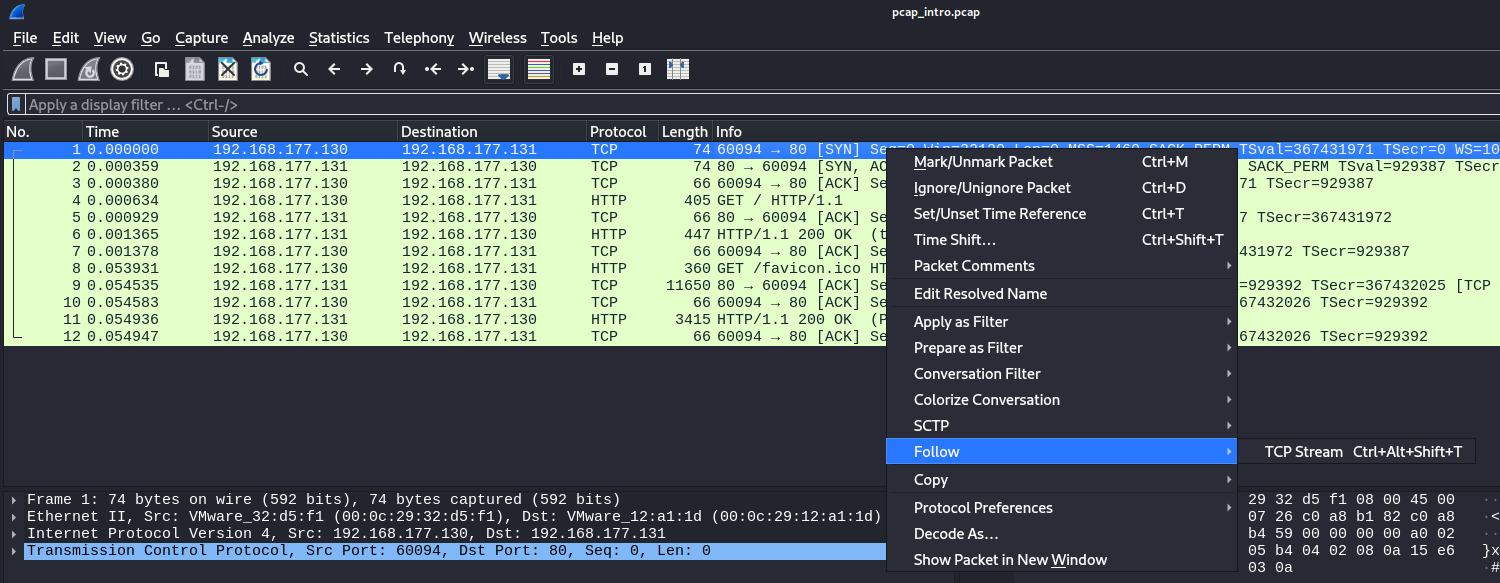 pcap_intro.pcap
File Edit View Go Capture Analyze Statistics Telephony Wireless Tools Help
Apply a display filter … <Ctrl-/>
No. Time Source Destination Protocol Length Info
1 0.000000 192.168.177.130 192.168.177.131 TCP 74 60094 → 80 [SYN] Seq=0 Win=32120 Len=0 MSS=1460 SACK_PERM TSval=367431971 TSecr=0 WS=10
2 0.000359 192.168.177.131 192.168.177.130 TCP 74 80 → 60094 [SYN, AC SACK_PERM TSval=929387 TSecr
3 0.000380 192.168.177.130 192.168.177.131 TCP 66 60094 → 80 [ACK] Se 71 TSecr=929387
4 0.000634 192.168.177.130 192.168.177.131 HTTP 405 GET / HTTP/1.1
5 0.000929 192.168.177.131 192.168.177.130 TCP 66 80 → 60094 [ACK] Se 7 TSecr=367431972
6 0.001365 192.168.177.131 192.168.177.130 HTTP 447 HTTP/1.1 200 OK (t
7 0.001378 192.168.177.130 192.168.177.131 TCP 66 60094 → 80 [ACK] Se 431972 TSecr=929387
8 0.053931 192.168.177.130 192.168.177.131 HTTP 360 GET /favicon.ico HT
9 0.054535 192.168.177.131 192.168.177.130 TCP 11650 80 → 60094 [ACK] Se =929392 TSecr=367432025 [TCP
10 0.054583 192.168.177.130 192.168.177.131 TCP 66 60094 → 80 [ACK] Se 67432026 TSecr=929392
11 0.054936 192.168.177.131 192.168.177.130 HTTP 3415 HTTP/1.1 200 OK (P
12 0.054947 192.168.177.130 192.168.177.131 TCP 66 60094 → 80 [ACK] Se 67432026 TSecr=929392
Mark/Unmark Packet Ctrl+M
Ignore/Unignore Packet Ctrl+D
Set/Unset Time Reference Ctrl+T
Time Shift… Ctrl+Shift+T
Packet Comments
Edit Resolved Name
Apply as Filter
Prepare as Filter
Conversation Filter
Colorize Conversation
SCTP
Follow
TCP Stream Ctrl+Alt+Shift+T
Copy
Protocol Preferences
Decode As…
Show Packet in New Window
Frame 1: 74 bytes on wire (592 bits), 74 bytes captured (592 bits)
Ethernet II, Src: VMware_32:d5:f1 (00:0c:29:32:d5:f1), Dst: VMware_12:a1:1d (00:0c:29:12:a1:1d)
Internet Protocol Version 4, Src: 192.168.177.130, Dst: 192.168.177.131
Transmission Control Protocol, Src Port: 60094, Dst Port: 80, Seq: 0, Len: 0
29 32 d5 f1 08 00 45 00 ··
07 26 c0 a8 b1 82 c0 a8 ·<
b4 59 00 00 00 00 a0 02 ··
05 b4 04 02 08 0a 15 e6 }x
03 0a ·#